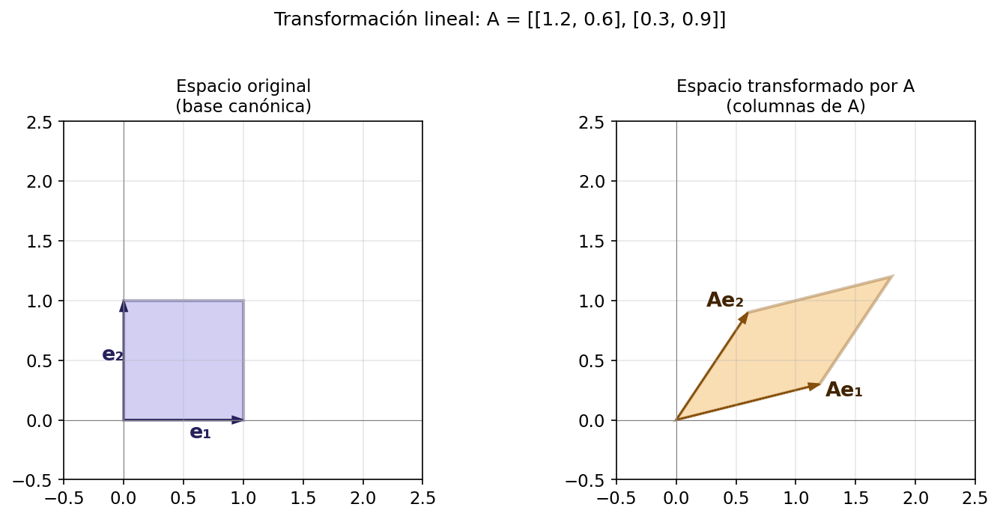 Transformación lineal: A = [[1.2, 0.6], [0.3, 0.9]]
Espacio original
(base canónica)
2.5
2.0
1.5
1.0
0.5
0.0
−0.5
e₂
e₁
−0.5 0.0 0.5 1.0 1.5 2.0 2.5
Espacio transformado por A
(columnas de A)
2.5
2.0
1.5
1.0
0.5
0.0
−0.5
Ae₂
Ae₁
−0.5 0.0 0.5 1.0 1.5 2.0 2.5